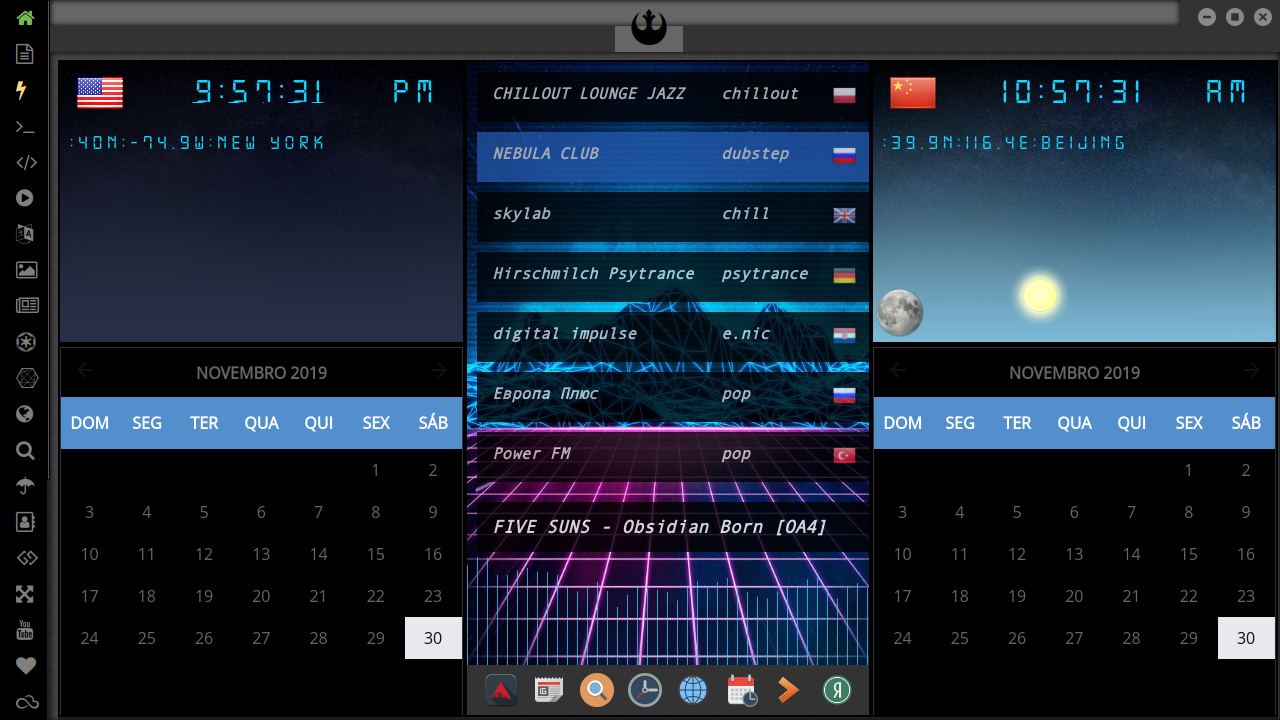 9:57:31 PM
:40N:-74.9W:NEW YORK
CHILLOUT LOUNGE JAZZ chillout
NEBULA CLUB dubstep
skylab chill
Hirschmilch Psytrance psytrance
digital impulse e.nic
Европа Плюс pop
Power FM pop
FIVE SUNS - Obsidian Born [OA4]
10:57:31 AM
:39.9N:116.4E:BEIJING
NOVEMBRO 2019
DOM SEG TER QUA QUI SEX SÁB
1 2
3 4 5 6 7 8 9
10 11 12 13 14 15 16
17 18 19 20 21 22 23
24 25 26 27 28 29 30
NOVEMBRO 2019
DOM SEG TER QUA QUI SEX SÁB
1 2
3 4 5 6 7 8 9
10 11 12 13 14 15 16
17 18 19 20 21 22 23
24 25 26 27 28 29 30
You
Tube
Я